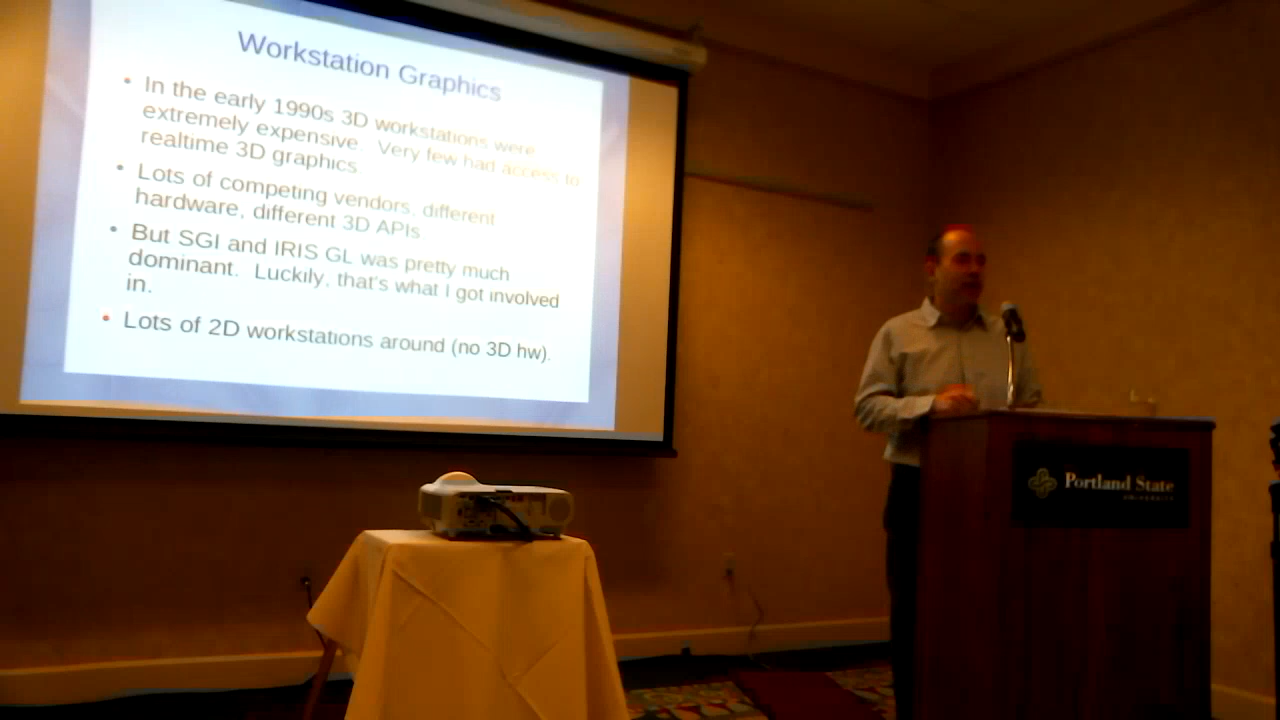 Workstation Graphics
• In the early 1990s 3D workstations were
extremely expensive. Very few had access to
realtime 3D graphics
• Lots of competing vendors, different
hardware, different 3D APIs
• But SGI and IRIS GL was pretty much
dominant. Luckily, that's what I got involved
in.
• Lots of 2D workstations around (no 3D hw).
Portland State
UNIVERSITY